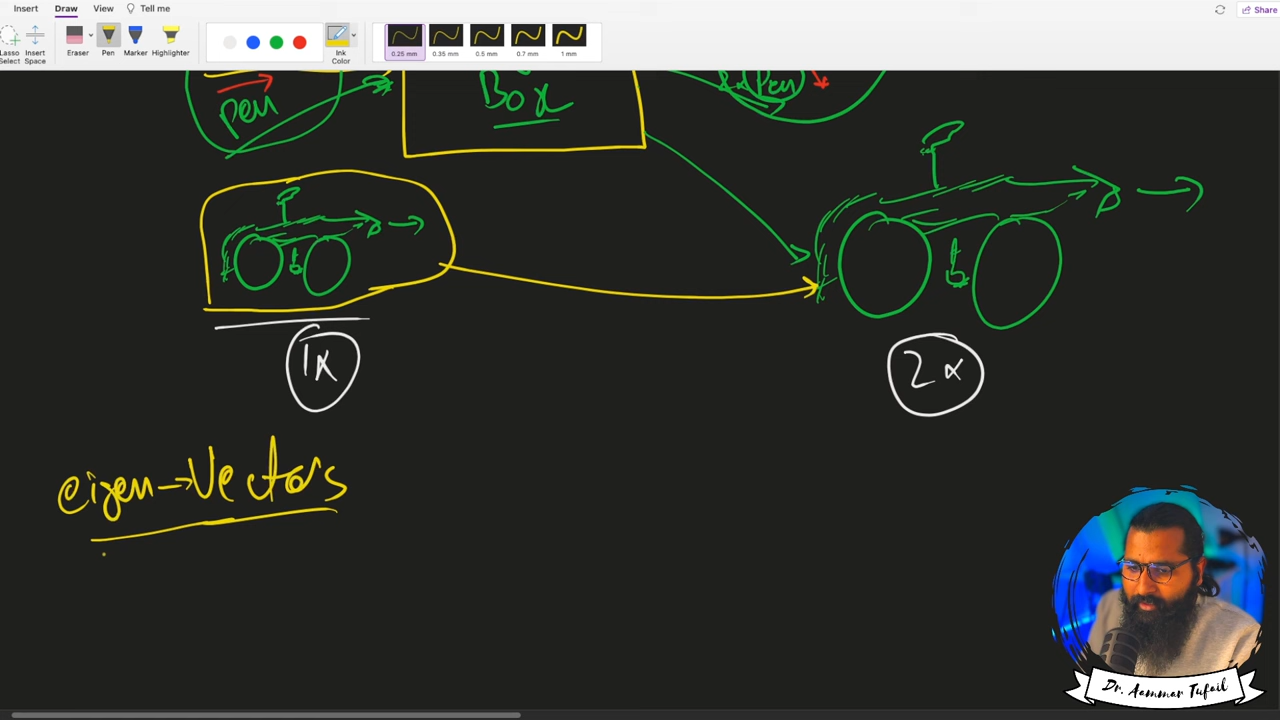 Insert Draw View Tell me
Share
Lasso Select
Insert Space
Eraser
Pen
Marker
Highlighter
Ink Color
0.25 mm
0.35 mm
0.5 mm
0.7 mm
1 mm
pen
Box
(Pen)
1x
2x
eigen→Vectors
Dr. Aammar Tufail